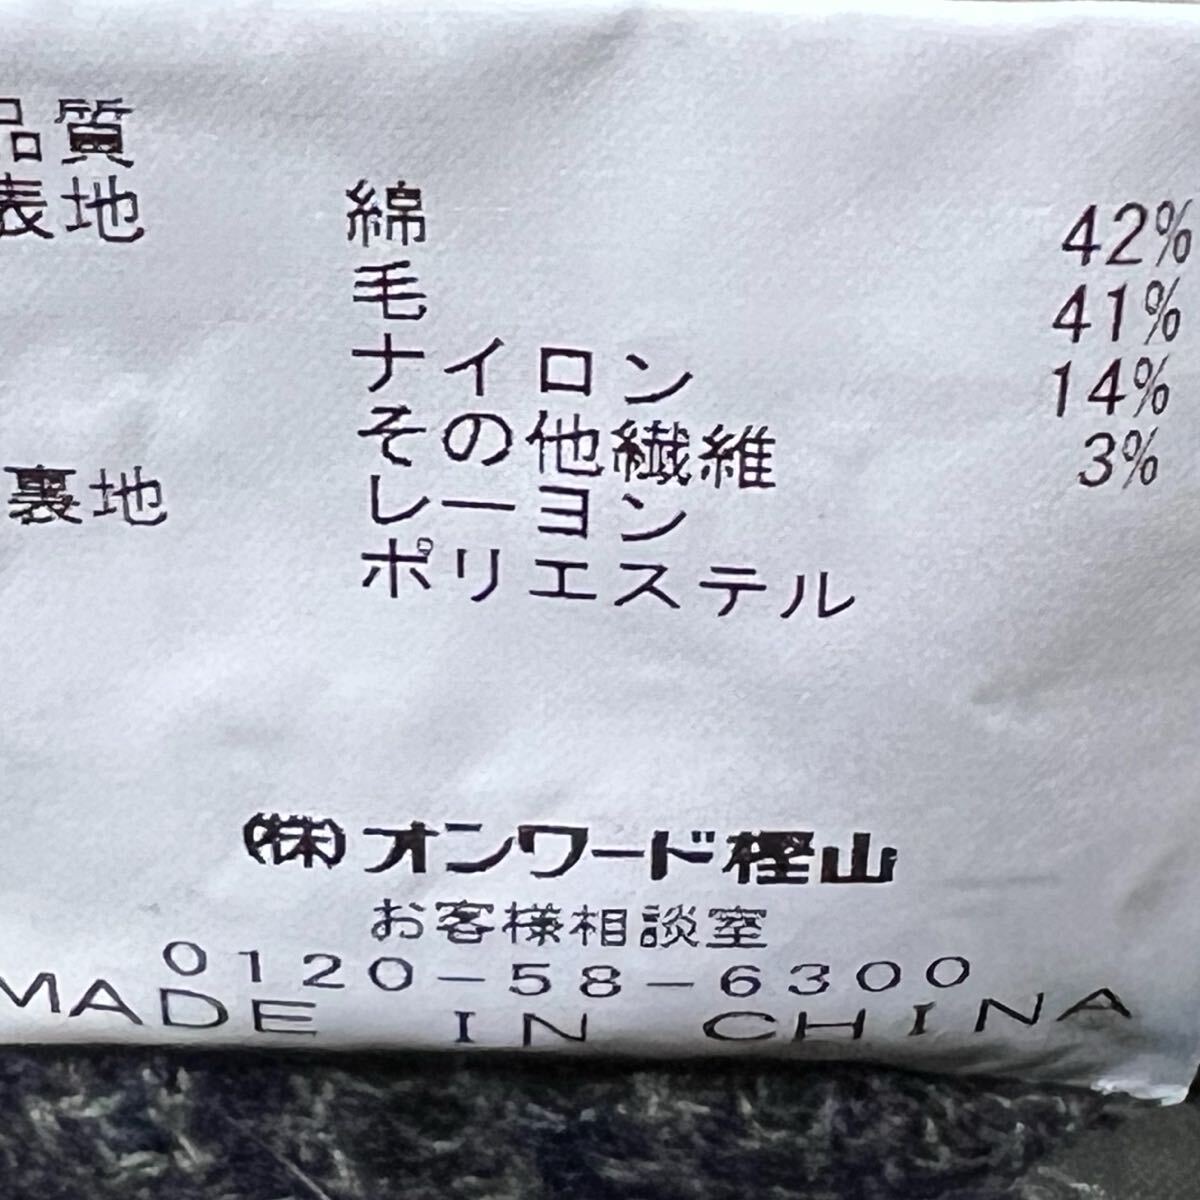 品質
表地 綿 42%
毛 41%
ナイロン 14%
その他繊維 3%
裏地 レーヨン
ポリエステル
(株)オンワード樫山
お客様相談室
0120-58-6300
MADE IN CHINA